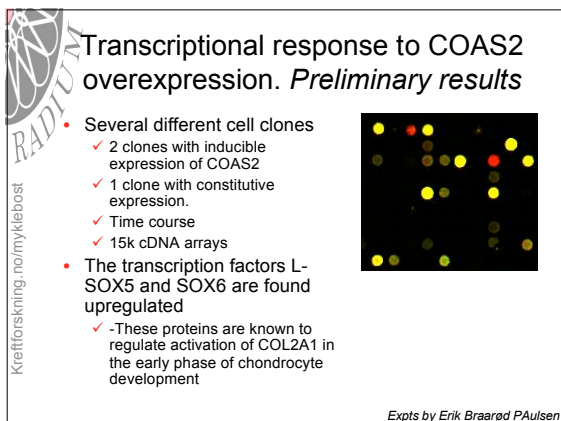 Transcriptional response to COAS2
overexpression. Preliminary results
• Several different cell clones
✓ 2 clones with inducible
expression of COAS2
✓ 1 clone with constitutive
expression.
✓ Time course
✓ 15k cDNA arrays
• The transcription factors L-
SOX5 and SOX6 are found
upregulated
✓ -These proteins are known to
regulate activation of COL2A1 in
the early phase of chondrocyte
development
RADIUM
Kreftforskning.no/myklebost
Expts by Erik Braarød PAulsen